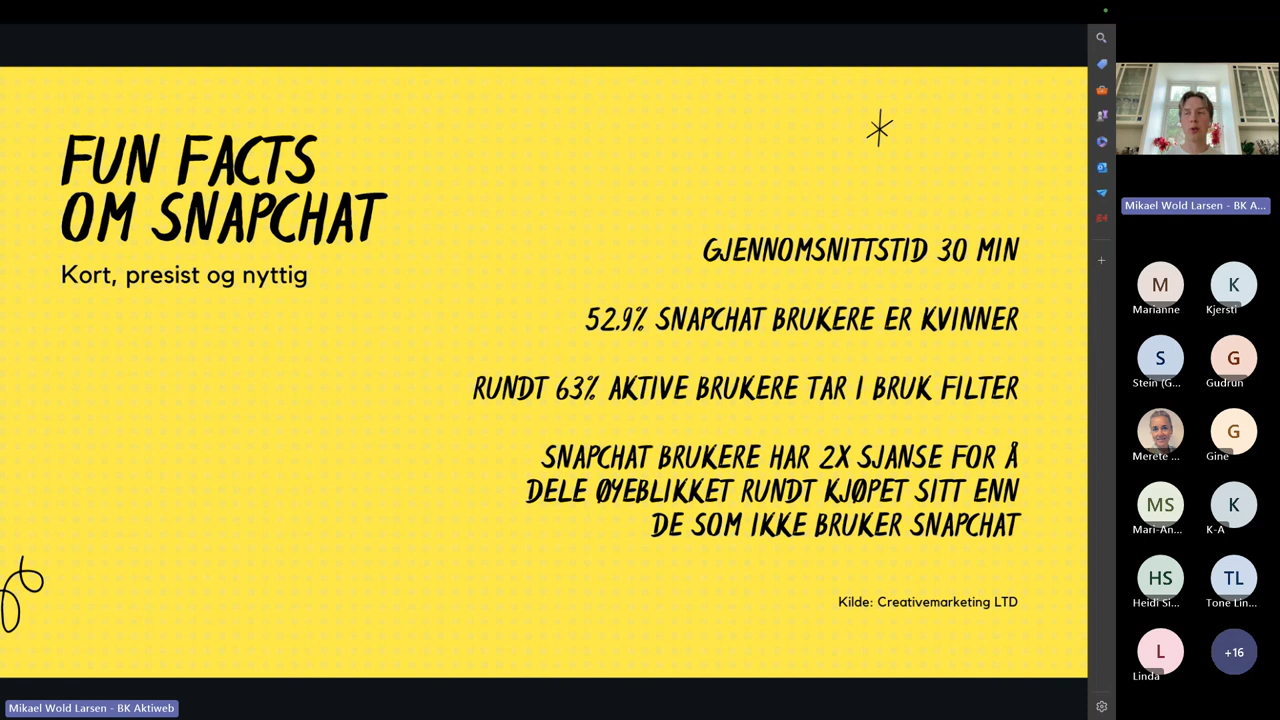 FUN FACTS
OM SNAPCHAT
Kort, presist og nyttig
GJENNOMSNITTSTID 30 MIN
52.9% SNAPCHAT BRUKERE ER KVINNER
RUNDT 63% AKTIVE BRUKERE TAR I BRUK FILTER
SNAPCHAT BRUKERE HAR 2X SJANSE FOR Å
DELE ØYEBLIKKET RUNDT KJØPET SITT ENN
DE SOM IKKE BRUKER SNAPCHAT
Kilde: Creativemarketing LTD
Mikael Wold Larsen - BK Aktiweb
Mikael Wold Larsen - BK A...
M
Marianne
K
Kjersti
S
Stein (G...
G
Gudrun
Merete ...
G
Gine
MS
Mari-An...
K
K-A
HS
Heidi Si...
TL
Tone Lin...
L
Linda
+16